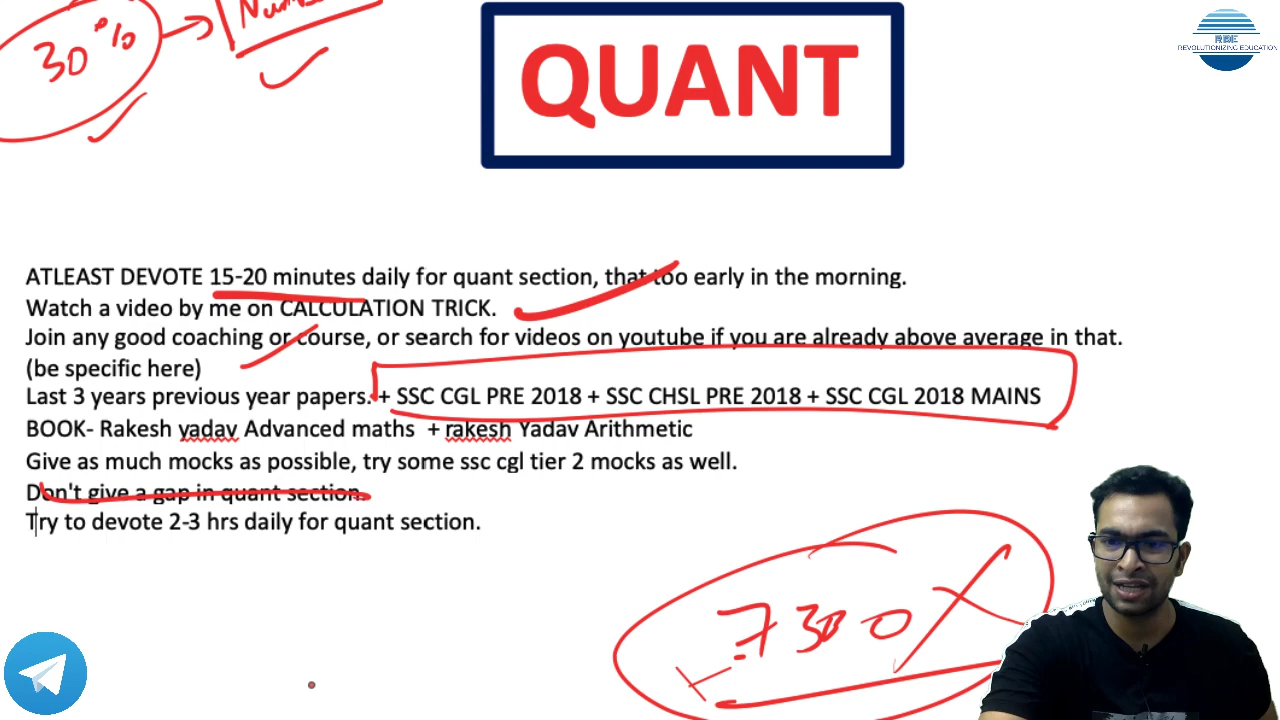 30%
RBE
REVOLUTIONIZING EDUCATION
QUANT
ATLEAST DEVOTE 15-20 minutes daily for quant section, that too early in the morning.
Watch a video by me on CALCULATION TRICK.
Join any good coaching or course, or search for videos on youtube if you are already above average in that.
(be specific here)
Last 3 years previous year papers. + SSC CGL PRE 2018 + SSC CHSL PRE 2018 + SSC CGL 2018 MAINS
BOOK- Rakesh yadav Advanced maths + rakesh Yadav Arithmetic
Give as much mocks as possible, try some ssc cgl tier 2 mocks as well.
Don't give a gap in quant section.
Try to devote 2-3 hrs daily for quant section.
7300